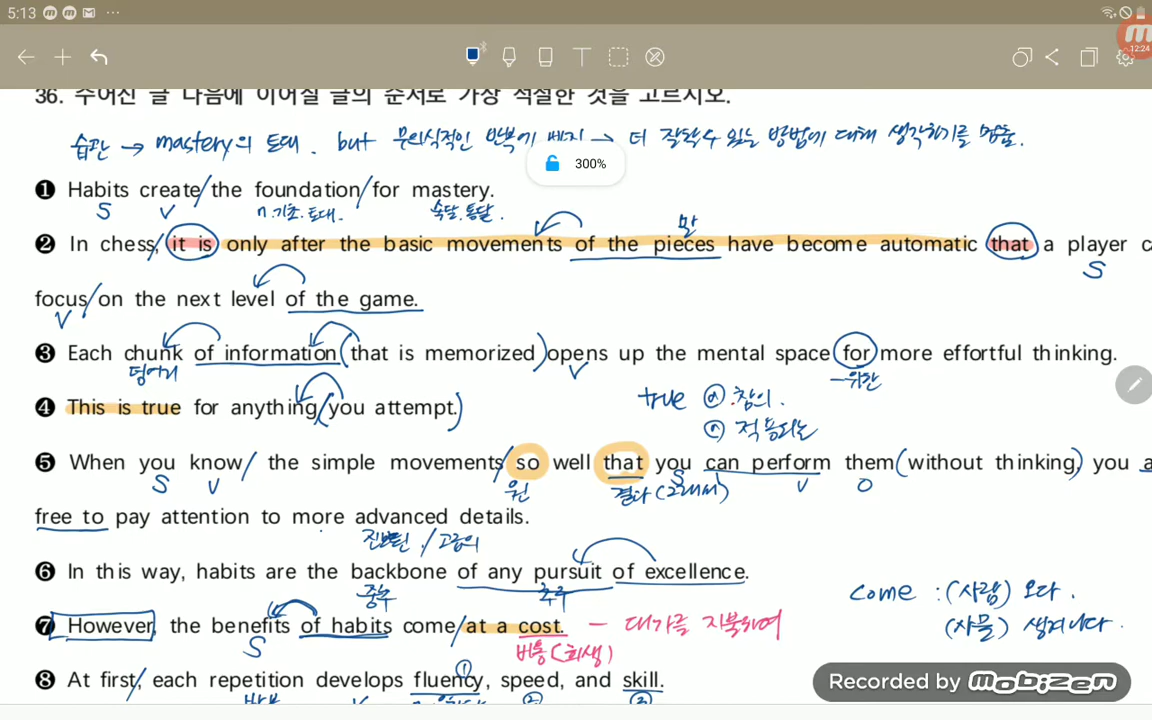 5:13
12:24
36. 주어진 글 다음에 이어질 글의 순서로 가장 적절한 것을 고르시오.
습관 → mastery의 토대. but 무의식적인 반복에 빠지 → 더 잘할 수 있는 방법에 대해 생각하기를 멈춤.
300%
❶ Habits create / the foundation / for mastery.
S V n.기초.토대. 숙달.통달.
말
❷ In chess, / it is only after the basic movements of the pieces have become automatic that a player c
S
focus / on the next level of the game.
V
❸ Each chunk of information (that is memorized) opens up the mental space for more effortful thinking.
덩어리 V ~위한
❹ This is true for anything (you attempt.)
true ⓐ 참의.
적용되는
❺ When you know / the simple movements / so well that you can perform them (without thinking), you a
S V 원 결과 (그래서) S V O
free to pay attention to more advanced details.
진보된 / 고급의
❻ In this way, habits are the backbone of any pursuit of excellence.
중추 추구
come : (사람) 오다.
(사물) 생겨나다.
❼ However, the benefits of habits come / at a cost. - 대가를 지불하여
S 비용 (희생)
❽ At first, / each repetition develops fluency, speed, and skill.
① ② ③
반복 V
Recorded by mobizen